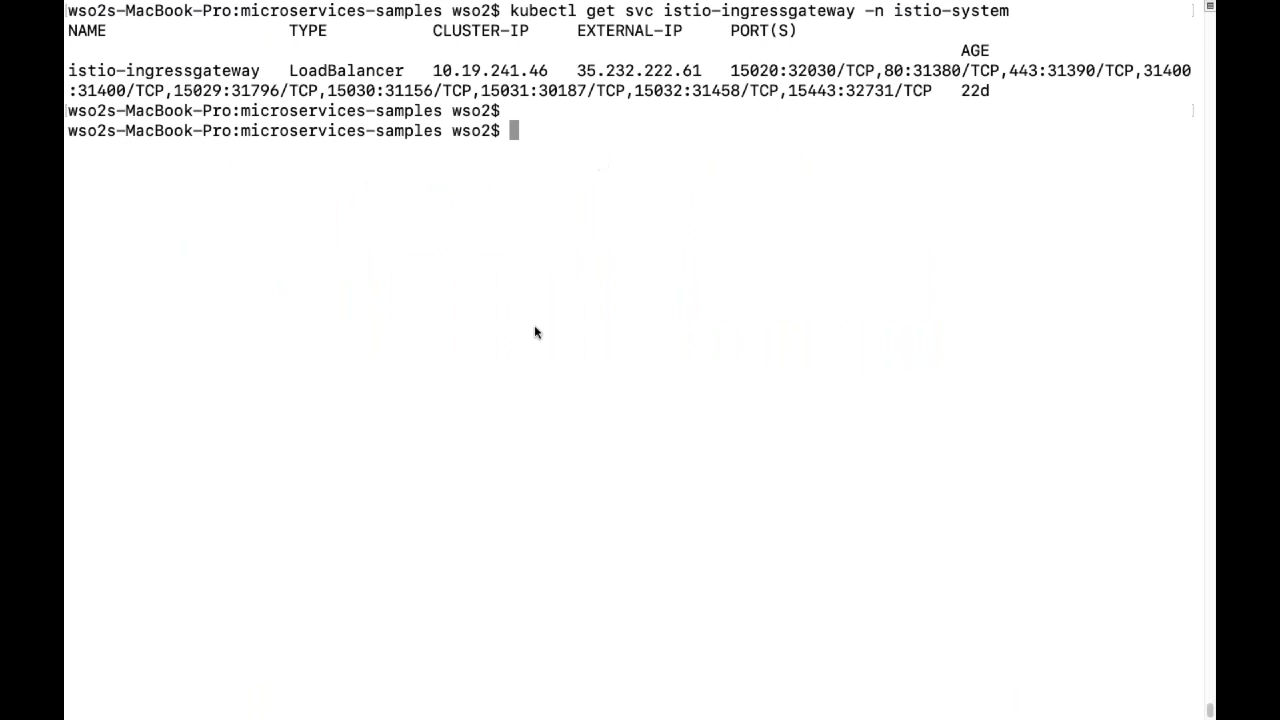 wso2s-MacBook-Pro:microservices-samples wso2$ kubectl get svc istio-ingressgateway -n istio-system
NAME TYPE CLUSTER-IP EXTERNAL-IP PORT(S)
AGE
istio-ingressgateway LoadBalancer 10.19.241.46 35.232.222.61 15020:32030/TCP,80:31380/TCP,443:31390/TCP,31400
:31400/TCP,15029:31796/TCP,15030:31156/TCP,15031:30187/TCP,15032:31458/TCP,15443:32731/TCP 22d
wso2s-MacBook-Pro:microservices-samples wso2$
wso2s-MacBook-Pro:microservices-samples wso2$